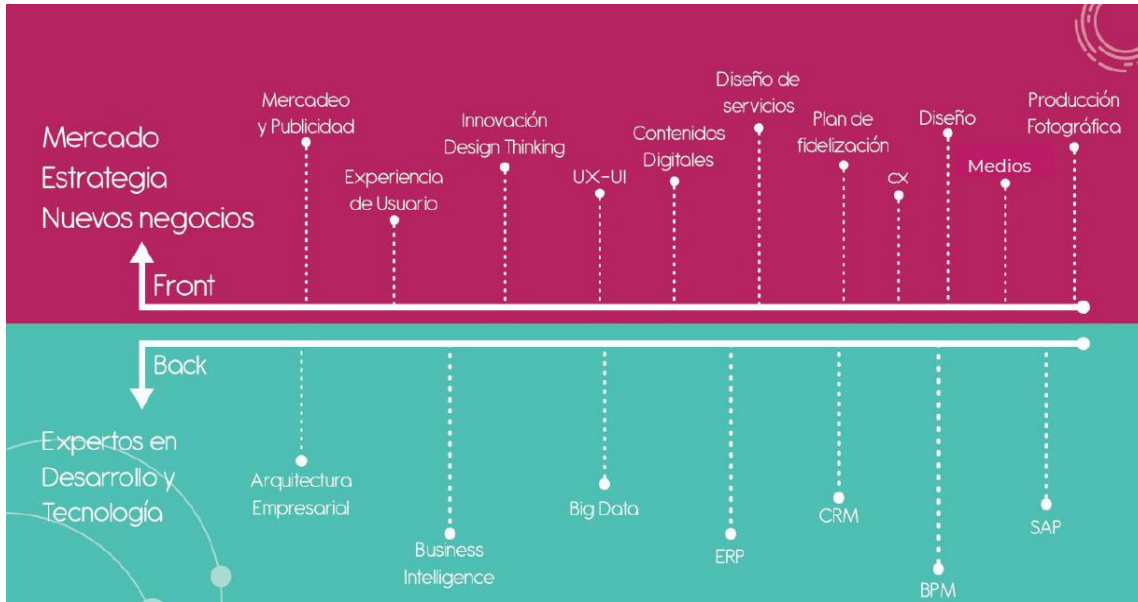 Mercado
Estrategia
Nuevos negocios
Front
Mercadeo
y Publicidad
Experiencia
de Usuario
Innovación
Design Thinking
UX-UI
Contenidos
Digitales
Diseño de
servicios
Plan de
fidelización
cx
Diseño
Medios
Producción
Fotográfica
Back
Expertos en
Desarrollo y
Tecnología
Arquitectura
Empresarial
Business
Intelligence
Big Data
ERP
CRM
BPM
SAP